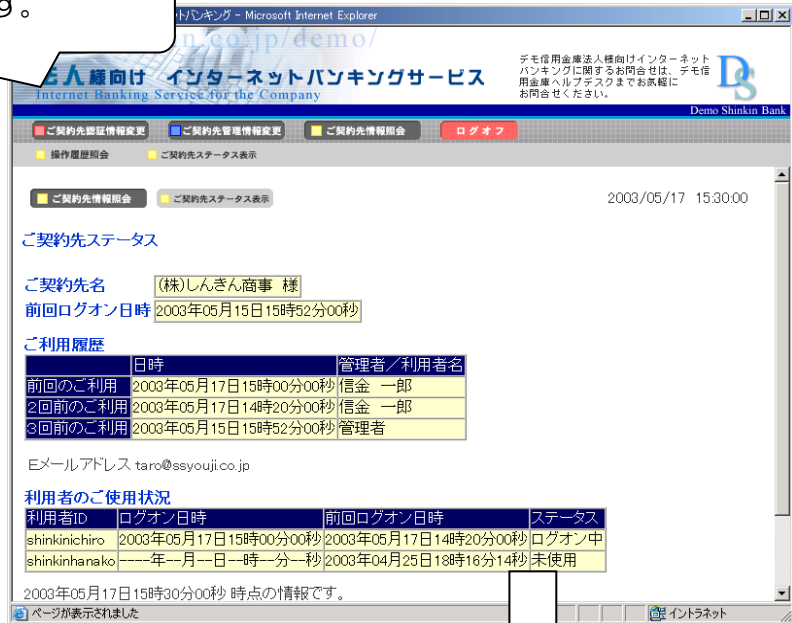 す。
トバンキング - Microsoft Internet Explorer
n.co.jp/demo/
人様向け インターネットバンキングサービス
Internet Banking Service for the Company
デモ信用金庫法人様向けインターネット
バンキングに関するお問合せは、デモ信
用金庫ヘルプデスクまでお気軽に
お問合せください。
Demo Shinkin Bank
ご契約先認証情報変更 ご契約先管理情報変更 ご契約先情報照会 ログオフ
操作履歴照会 ご契約先ステータス表示
ご契約先情報照会 ご契約先ステータス表示 2003/05/17 15:30:00
ご契約先ステータス
ご契約先名 (株)しんきん商事 様
前回ログオン日時 2003年05月15日15時52分00秒
ご利用履歴
日時 管理者／利用者名
前回のご利用 2003年05月17日15時00分00秒 信金 一郎
2回前のご利用 2003年05月17日14時20分00秒 信金 一郎
3回前のご利用 2003年05月15日15時52分00秒 管理者
Eメールアドレス taro@ssyouji.co.jp
利用者のご使用状況
利用者ID ログオン日時 前回ログオン日時 ステータス
shinkinichiro 2003年05月17日15時00分00秒 2003年05月17日14時20分00秒 ログオン中
shinkinhanako ----年--月--日--時--分--秒 2003年04月25日18時16分14秒 未使用
2003年05月17日15時30分00秒 時点の情報です。
ページが表示されました イントラネット